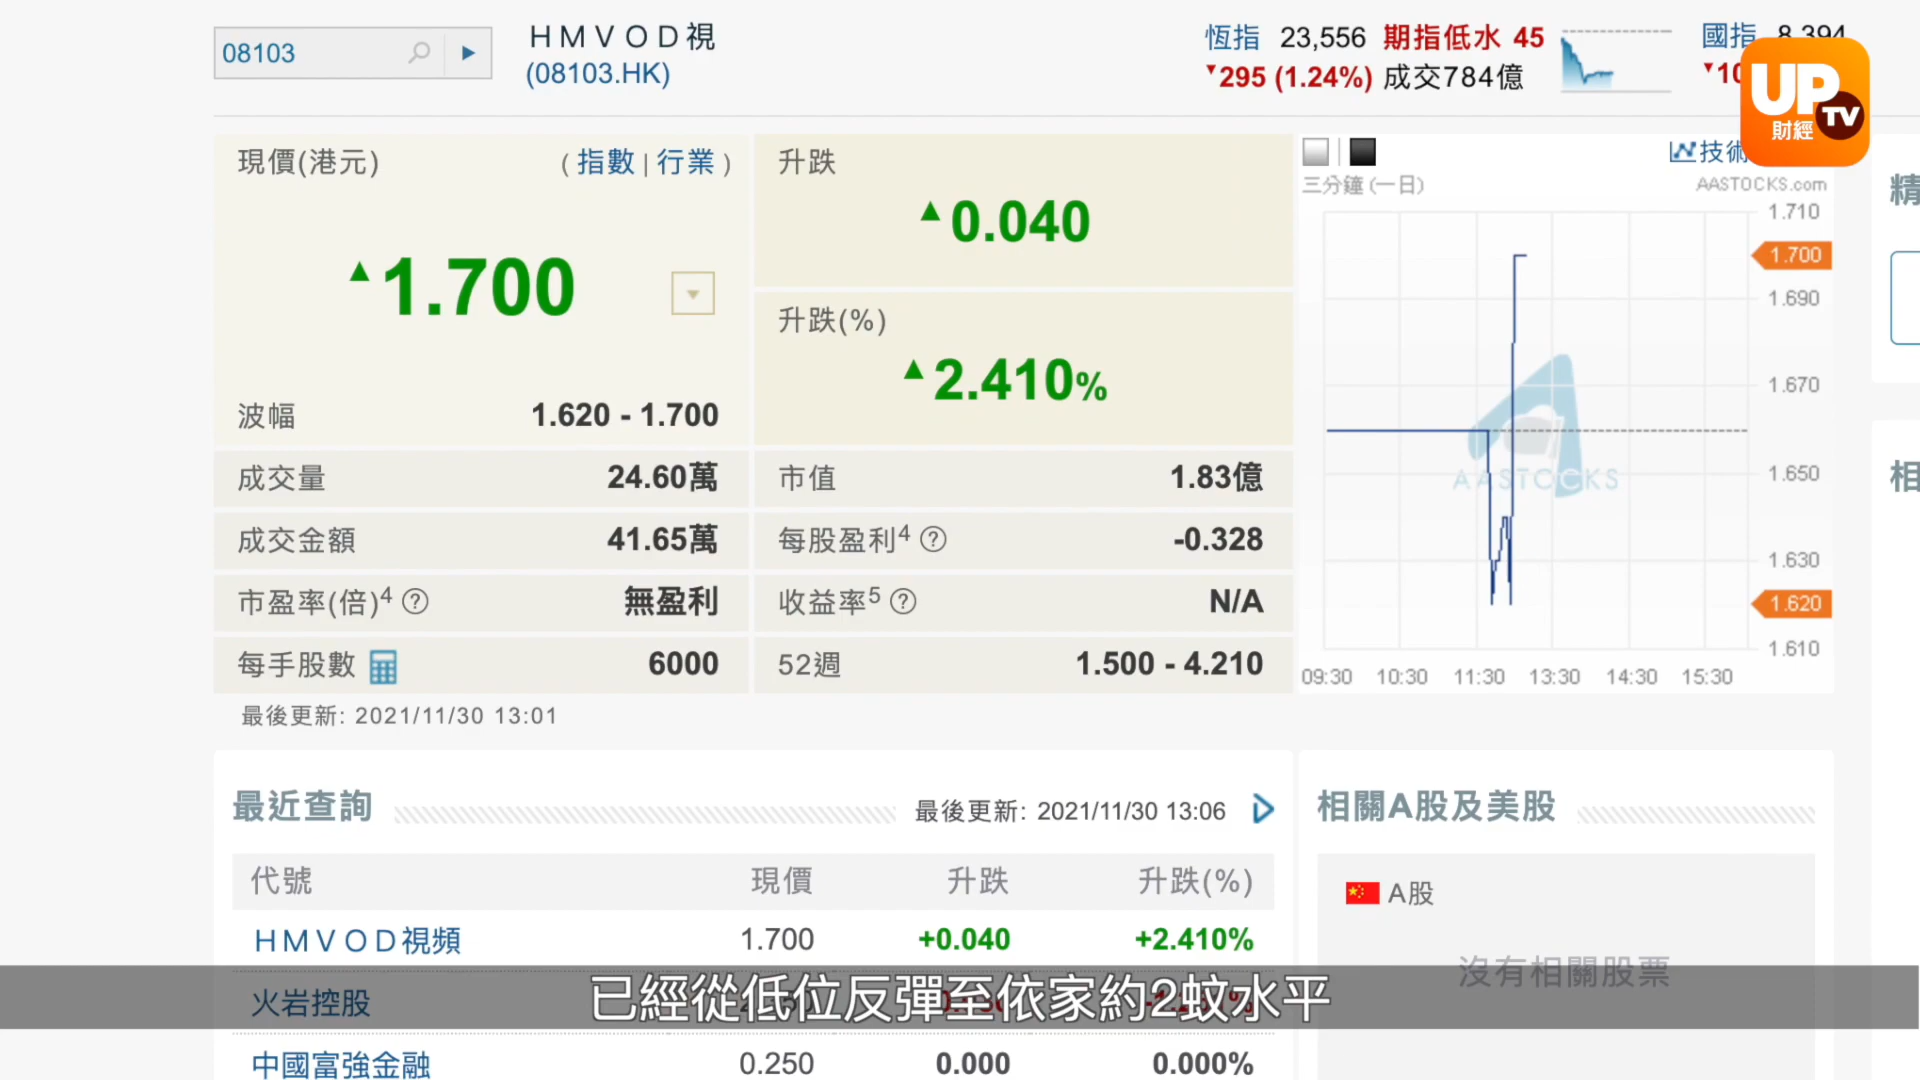 08103
ＨＭＶＯＤ視
(08103.HK)
恆指 23,556 期指低水 45
▼295 (1.24%) 成交784億
國指 8,394
▼10
UP
財經 TV
現價(港元) ( 指數 | 行業 )
▲1.700
波幅 1.620 - 1.700
升跌
▲0.040
升跌(%)
▲2.410%
成交量 24.60萬 市值 1.83億
成交金額 41.65萬 每股盈利4 ? -0.328
市盈率(倍)4 ? 無盈利 收益率5 ? N/A
每手股數 6000 52週 1.500 - 4.210
最後更新: 2021/11/30 13:01
技術
三分鐘 (一日) AASTOCKS.com
1.710
1.700
1.690
1.670
1.650
1.630
1.620
1.610
AASTOCKS
09:30 10:30 11:30 13:30 14:30 15:30
精
相
最近查詢 最後更新: 2021/11/30 13:06
代號 現價 升跌 升跌(%)
ＨＭＶＯＤ視頻 1.700 +0.040 +2.410%
火岩控股
中國富強金融 0.250 0.000 0.000%
相關A股及美股
A股
沒有相關股票
已經從低位反彈至依家約2蚊水平